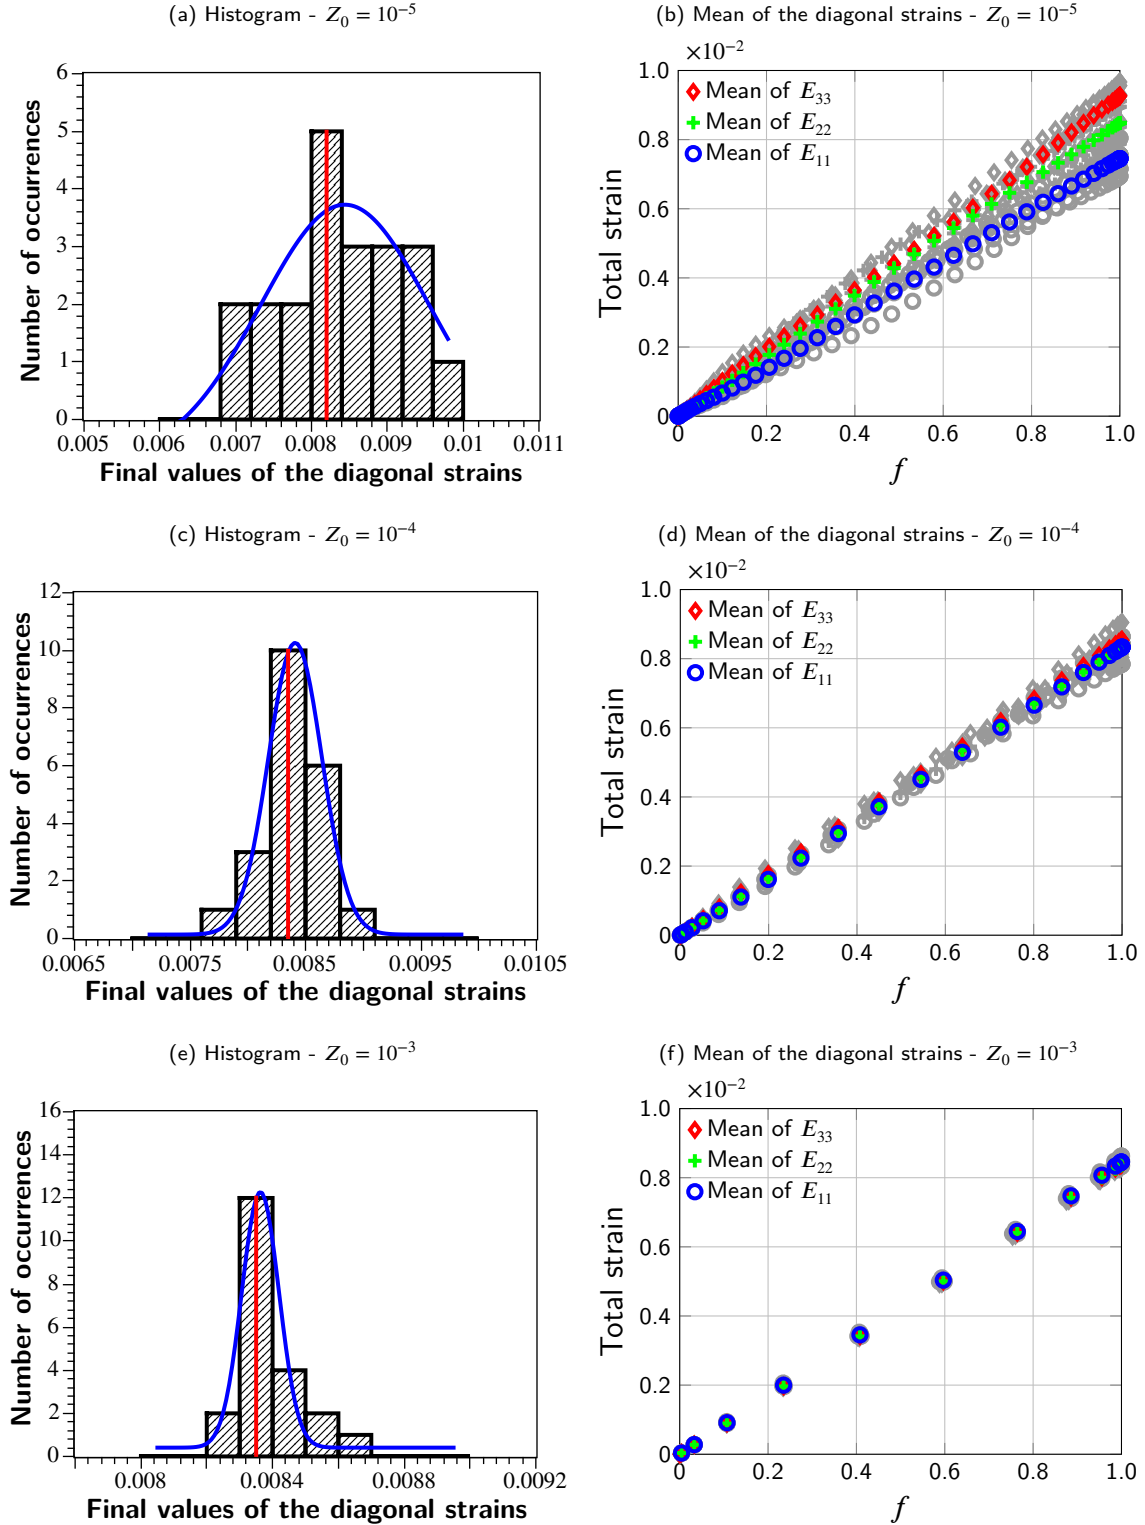 (a) Histogram - Z₀ = 10⁻⁵
6
5
4
3
2
1
0
0.005 0.006 0.007 0.008 0.009 0.01 0.011
Number of occurrences
Final values of the diagonal strains
(b) Mean of the diagonal strains - Z₀ = 10⁻⁵
×10⁻²
1.0
0.8
0.6
0.4
0.2
0
0 0.2 0.4 0.6 0.8 1.0
Mean of E₃₃
Mean of E₂₂
Mean of E₁₁
Total strain
f
(c) Histogram - Z₀ = 10⁻⁴
12
10
8
6
4
2
0
0.0065 0.0075 0.0085 0.0095 0.0105
Number of occurrences
Final values of the diagonal strains
(d) Mean of the diagonal strains - Z₀ = 10⁻⁴
×10⁻²
1.0
0.8
0.6
0.4
0.2
0
0 0.2 0.4 0.6 0.8 1.0
Mean of E₃₃
Mean of E₂₂
Mean of E₁₁
Total strain
f
(e) Histogram - Z₀ = 10⁻³
16
14
12
10
8
6
4
2
0
0.008 0.0084 0.0088 0.0092
Number of occurrences
Final values of the diagonal strains
(f) Mean of the diagonal strains - Z₀ = 10⁻³
×10⁻²
1.0
0.8
0.6
0.4
0.2
0
0 0.2 0.4 0.6 0.8 1.0
Mean of E₃₃
Mean of E₂₂
Mean of E₁₁
Total strain
f